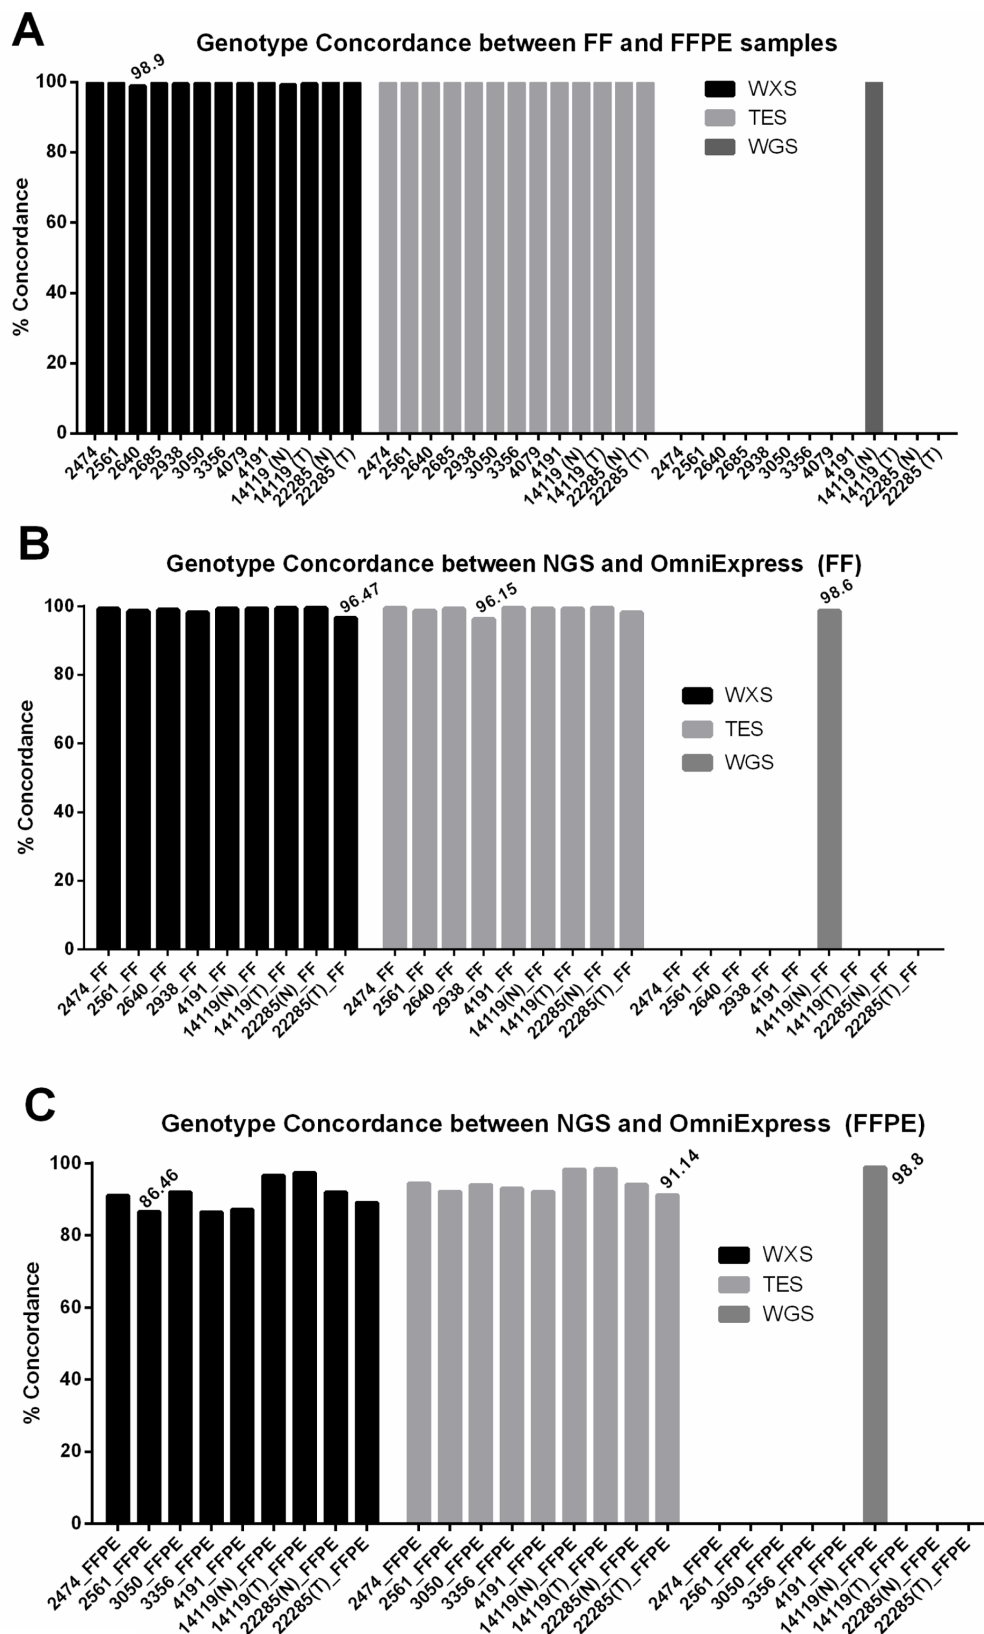 A
Genotype Concordance between FF and FFPE samples
% Concordance
100
80
60
40
20
0
98.9
WXS
TES
WGS
2474
2561
2640
2685
2938
3050
3356
4079
4191
14119 (N)
14119 (T)
22285 (N)
22285 (T)
2474
2561
2640
2685
2938
3050
3356
4079
4191
14119 (N)
14119 (T)
22285 (N)
22285 (T)
2474
2561
2640
2685
2938
3050
3356
4079
4191
14119 (N)
14119 (T)
22285 (N)
22285 (T)
B
Genotype Concordance between NGS and OmniExpress (FF)
% Concordance
100
80
60
40
20
0
96.47
96.15
98.6
WXS
TES
WGS
2474_FF
2561_FF
2640_FF
2938_FF
4191_FF
14119(N)_FF
14119(T)_FF
22285(N)_FF
22285(T)_FF
2474_FF
2561_FF
2640_FF
2938_FF
4191_FF
14119(N)_FF
14119(T)_FF
22285(N)_FF
22285(T)_FF
2474_FF
2561_FF
2640_FF
2938_FF
4191_FF
14119(N)_FF
14119(T)_FF
22285(N)_FF
22285(T)_FF
C
Genotype Concordance between NGS and OmniExpress (FFPE)
% Concordance
100
80
60
40
20
0
86.46
91.14
98.8
WXS
TES
WGS
2474_FFPE
2561_FFPE
3050_FFPE
3356_FFPE
4191_FFPE
14119(N)_FFPE
14119(T)_FFPE
22285(N)_FFPE
22285(T)_FFPE
2474_FFPE
2561_FFPE
3050_FFPE
3356_FFPE
4191_FFPE
14119(N)_FFPE
14119(T)_FFPE
22285(N)_FFPE
22285(T)_FFPE
2474_FFPE
2561_FFPE
3050_FFPE
3356_FFPE
4191_FFPE
14119(N)_FFPE
14119(T)_FFPE
22285(N)_FFPE
22285(T)_FFPE